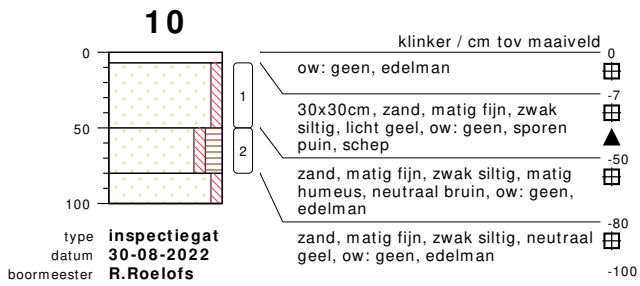 10
klinker / cm tov maaiveld
0
0
ow: geen, edelman
-7
1
30x30cm, zand, matig fijn, zwak
siltig, licht geel, ow: geen, sporen
puin, schep
50
-50
2
zand, matig fijn, zwak siltig, matig
humeus, neutraal bruin, ow: geen,
edelman
-80
100
zand, matig fijn, zwak siltig, neutraal
geel, ow: geen, edelman
-100
type inspectiegat
datum 30-08-2022
boormeester R.Roelofs